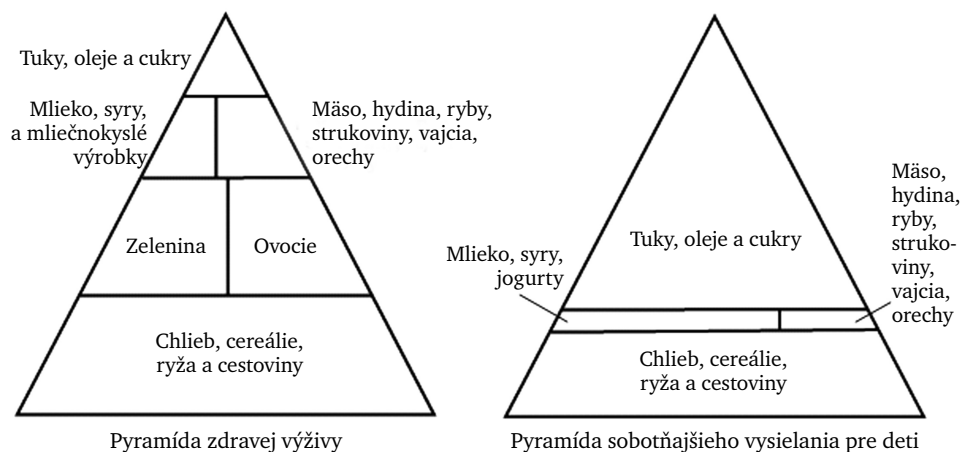 Tuky, oleje a cukry
Mlieko, syry,
a mliečnokyslé
výrobky
Mäso, hydina, ryby,
strukoviny, vajcia,
orechy
Zelenina
Ovocie
Chlieb, cereálie,
ryža a cestoviny
Pyramída zdravej výživy
Tuky, oleje a cukry
Mlieko, syry,
jogurty
Mäso,
hydina,
ryby,
struko-
viny,
vajcia,
orechy
Chlieb, cereálie,
ryža a cestoviny
Pyramída sobotňajšieho vysielania pre deti